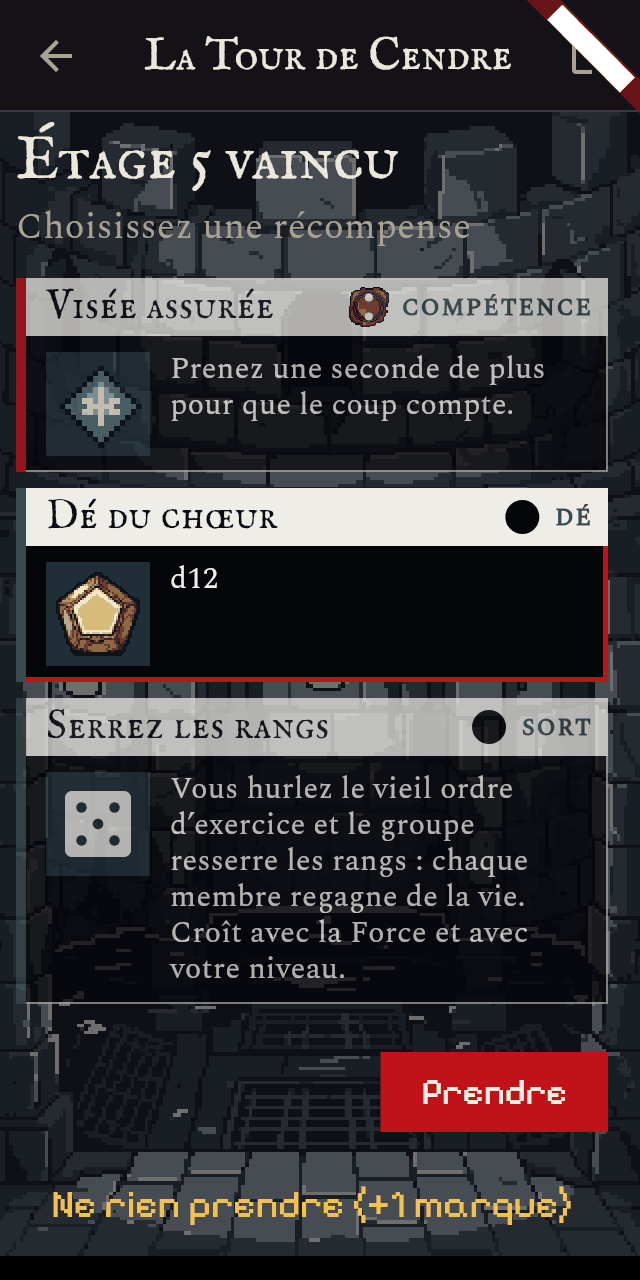 La Tour de Cendre
Étage 5 vaincu
Choisissez une récompense
Visée assurée
COMPÉTENCE
Prenez une seconde de plus
pour que le coup compte.
Dé du chœur
DÉ
d12
Serrez les rangs
SORT
Vous hurlez le vieil ordre
d'exercice et le groupe
resserre les rangs : chaque
membre regagne de la vie.
Croît avec la Force et avec
votre niveau.
Prendre
Ne rien prendre (+1 marque)